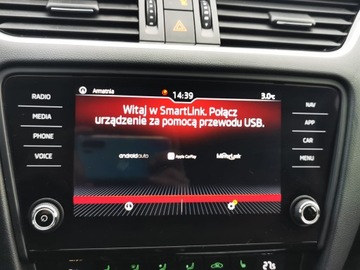 RADIO
MEDIA
PHONE
VOICE
Armatnia
14:39
3.0°C
Witaj w SmartLink. Połącz
urządzenie za pomocą przewodu USB.
androidauto
Apple CarPlay
MirrorLink
NAV
APP
CAR
MENU